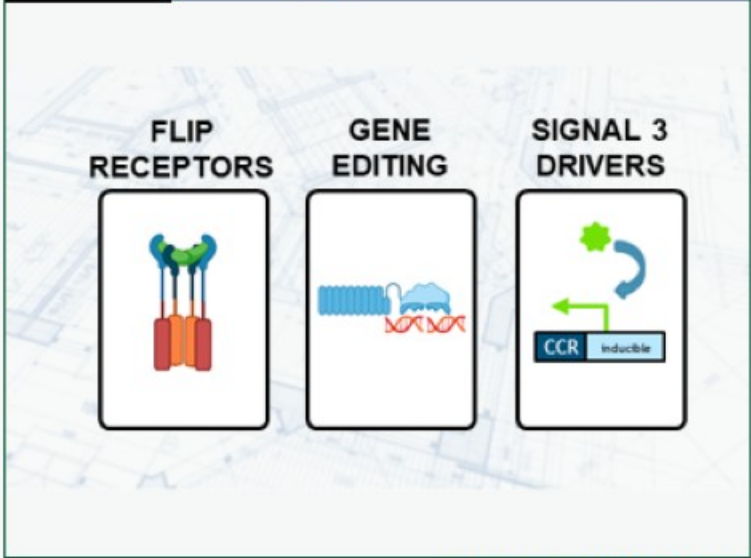 FLIP
RECEPTORS
GENE
EDITING
SIGNAL 3
DRIVERS
CCR
inducible